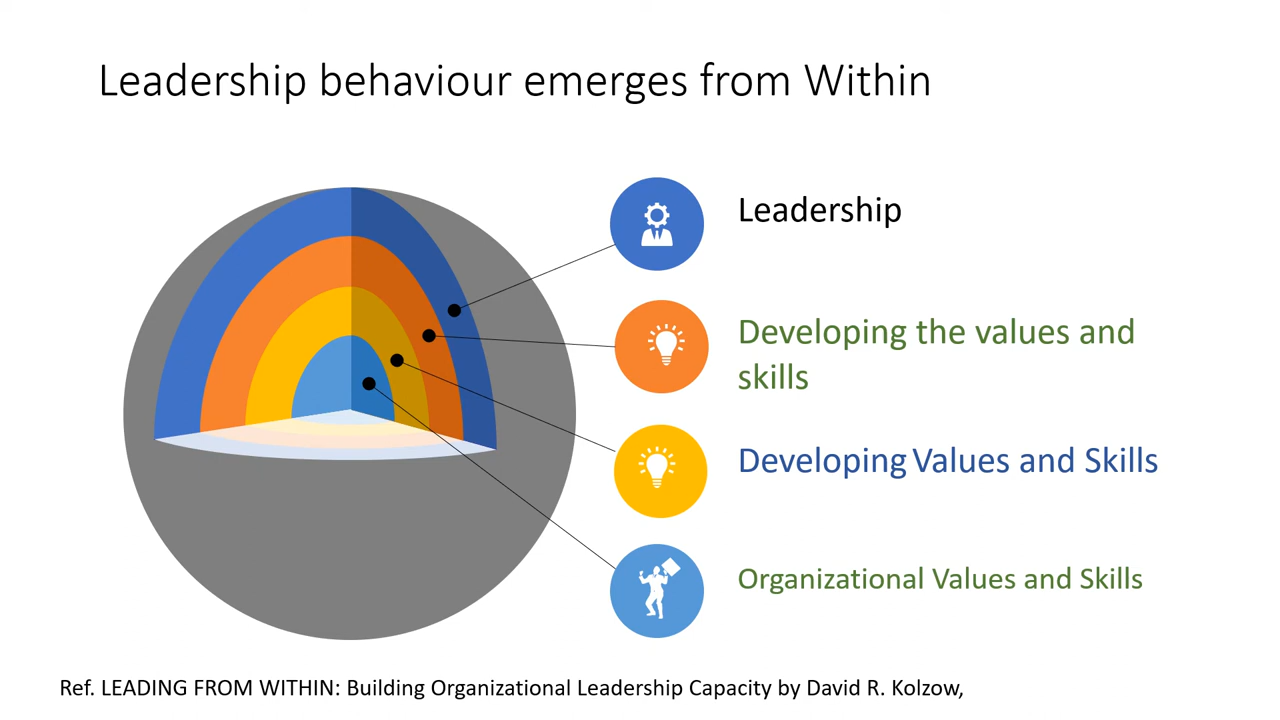 Leadership behaviour emerges from Within
Leadership
Developing the values and
skills
Developing Values and Skills
Organizational Values and Skills
Ref. LEADING FROM WITHIN: Building Organizational Leadership Capacity by David R. Kolzow,